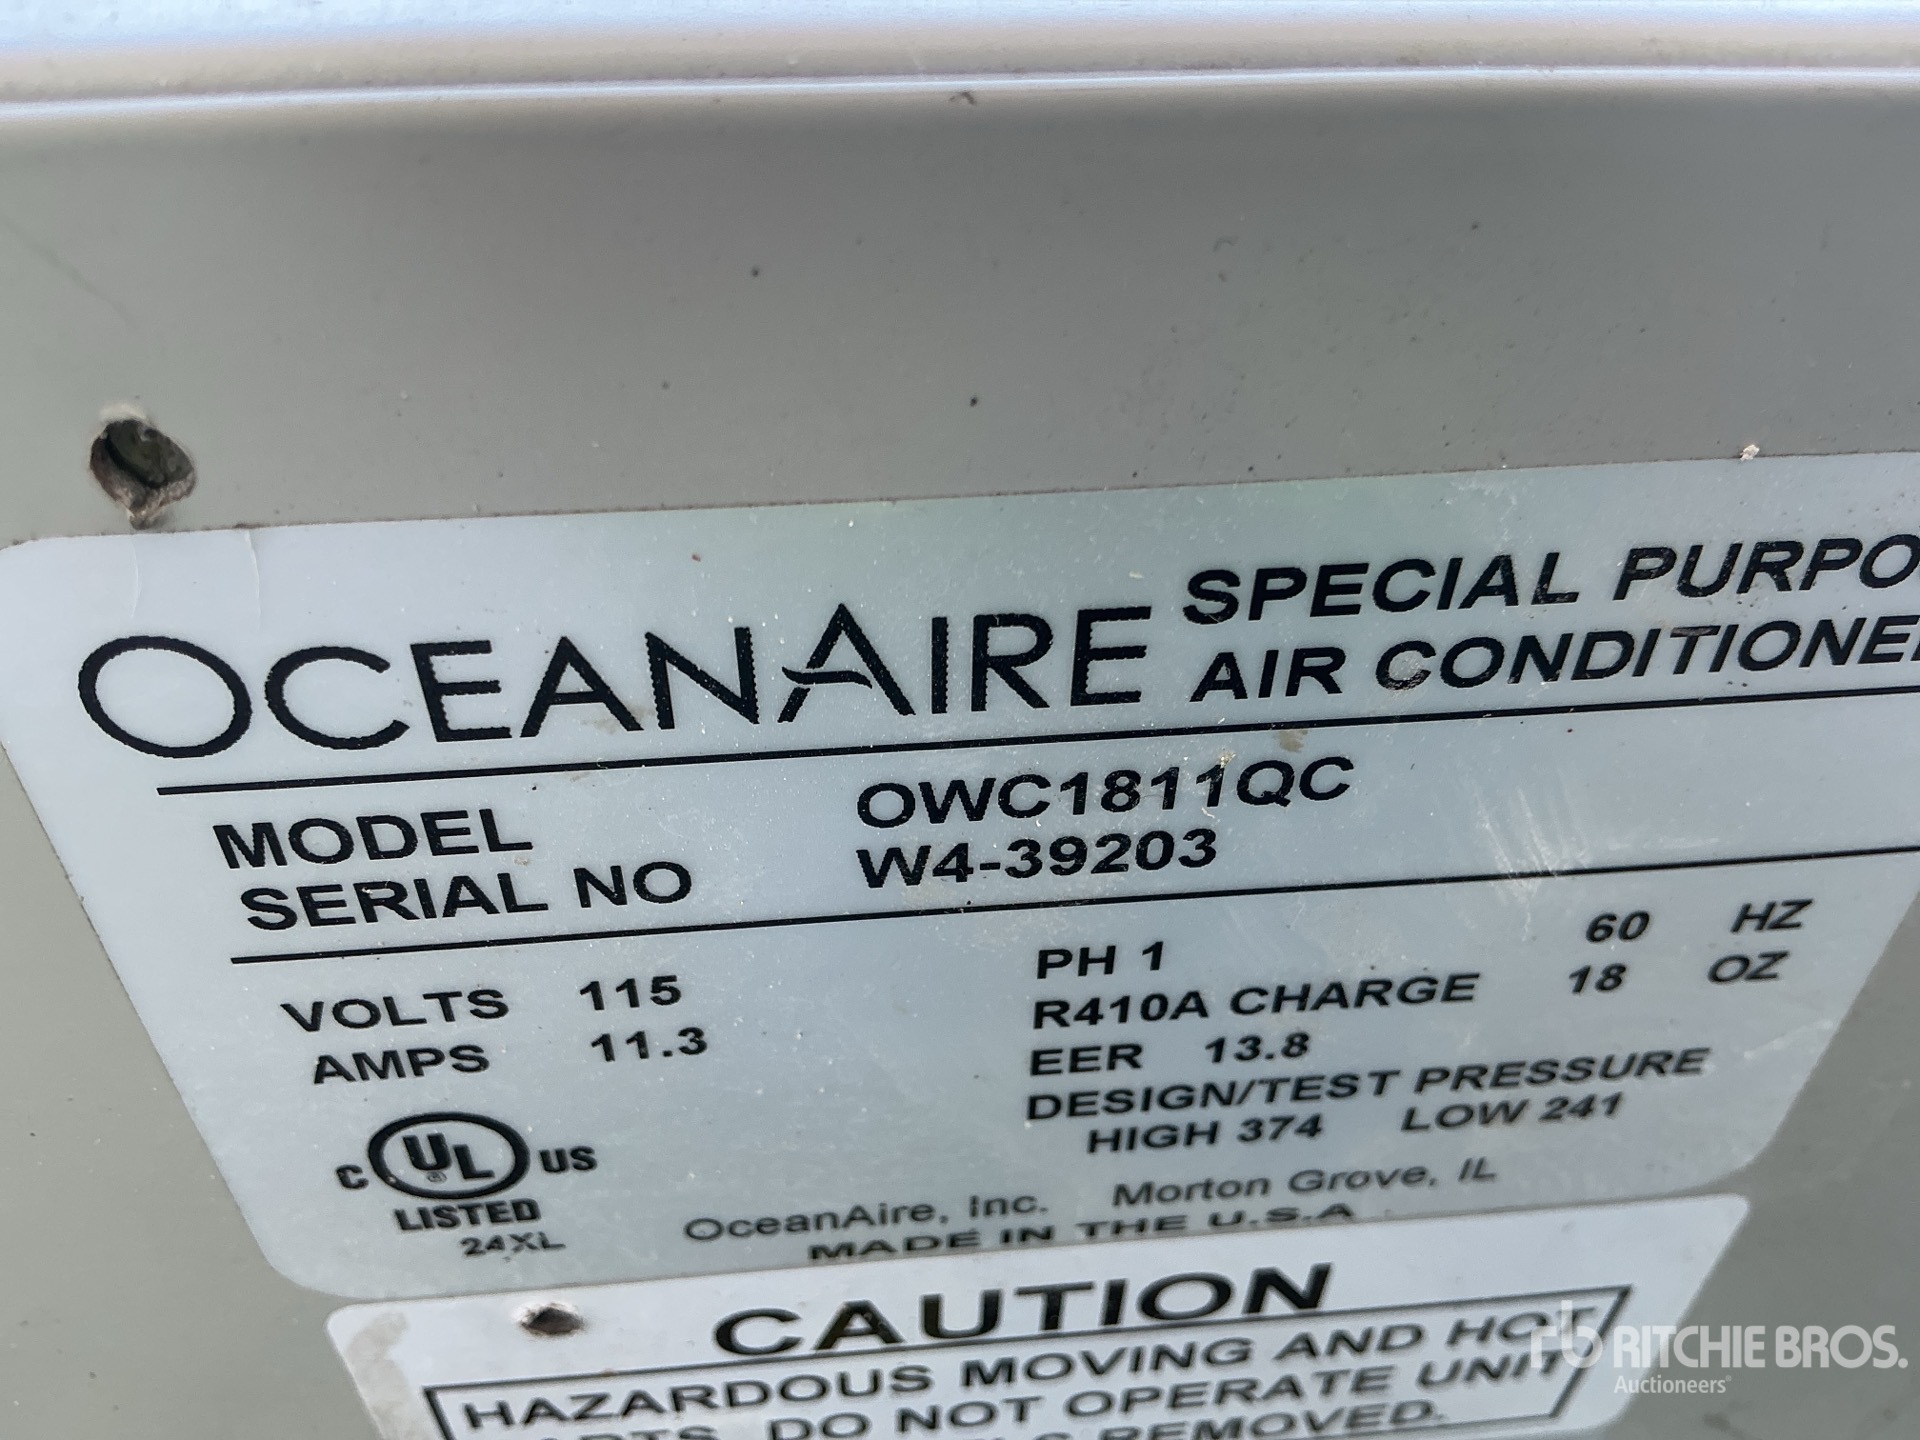 OCEANAIRE SPECIAL PURPO
AIR CONDITIONE
MODEL OWC1811QC
SERIAL NO W4-39203
VOLTS 115 PH 1 60 HZ
AMPS 11.3 R410A CHARGE 18 OZ
EER 13.8
DESIGN/TEST PRESSURE
HIGH 374 LOW 241
C UL ® US
LISTED
24XL
OceanAire, Inc. Morton Grove, IL
MADE IN THE U.S.A
CAUTION
HAZARDOUS MOVING AND HOT
PARTS. DO NOT OPERATE UNIT
REMOVED.
rb RITCHIE BROS.
Auctioneers